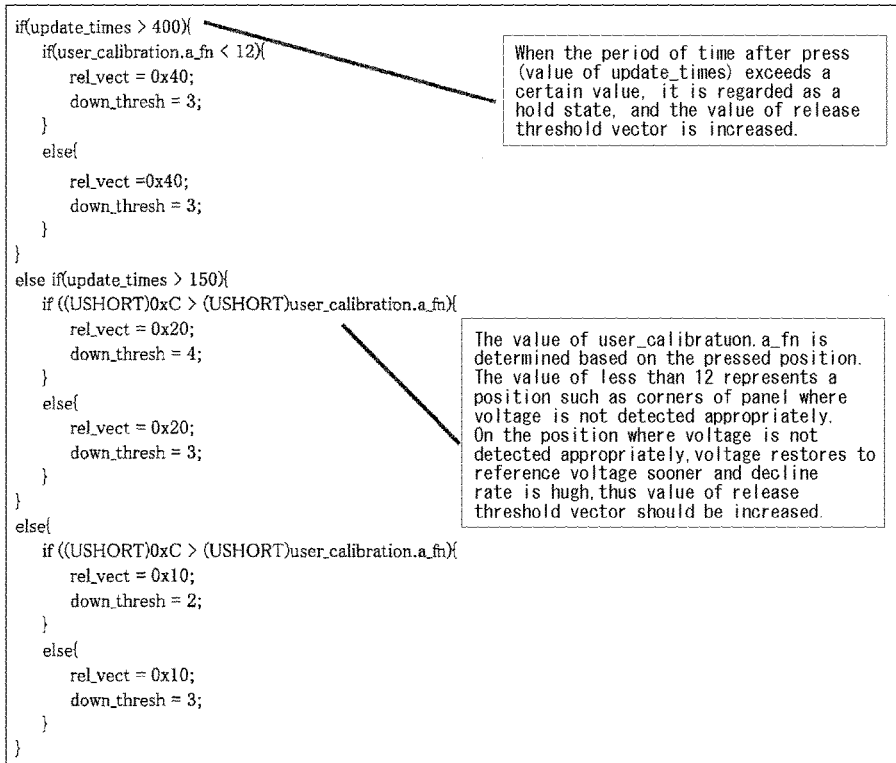 if(update_times > 400){
if(user_calibration.a_fn < 12){
rel_vect = 0x40;
down_thresh = 3;
}
else{
rel_vect =0x40;
down_thresh = 3;
}
}
else if(update_times > 150){
if ((USHORT)0xC > (USHORT)user_calibration.a_fn){
rel_vect = 0x20;
down_thresh = 4;
}
else{
rel_vect = 0x20;
down_thresh = 3;
}
}
else{
if ((USHORT)0xC > (USHORT)user_calibration.a_fn){
rel_vect = 0x10;
down_thresh = 2;
}
else{
rel_vect = 0x10;
down_thresh = 3;
}
}
When the period of time after press
(value of update_times) exceeds a
certain value, it is regarded as a
hold state, and the value of release
threshold vector is increased.
The value of user_calibratuon.a_fn is
determined based on the pressed position.
The value of less than 12 represents a
position such as corners of panel where
voltage is not detected appropriately.
On the position where voltage is not
detected appropriately,voltage restores to
reference voltage sooner and decline
rate is hugh,thus value of release
threshold vector should be increased.